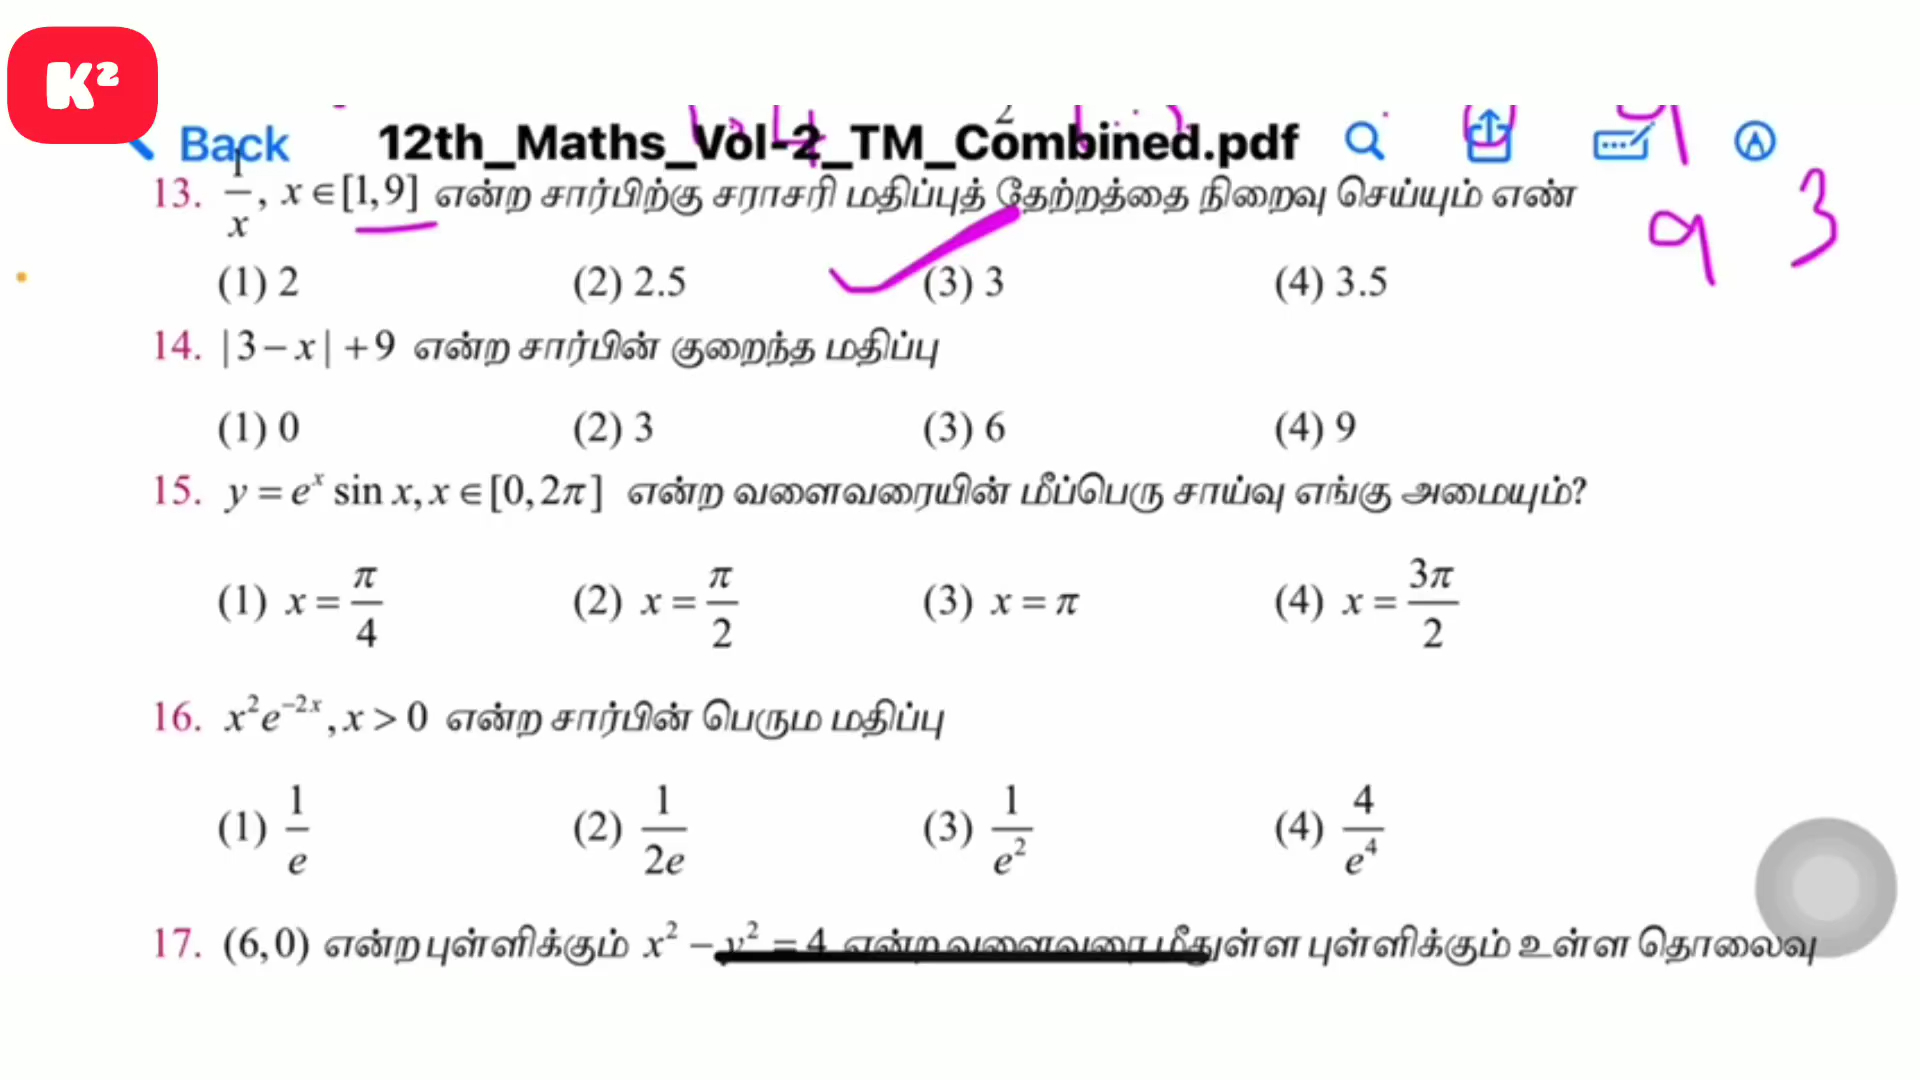 K²
Back 12th_Maths_Vol-2_TM_Combined.pdf
13. 1/x, x ∈ [1,9] என்ற சார்பிற்கு சராசரி மதிப்புத் தேற்றத்தை நிறைவு செய்யும் எண் 9 3
(1) 2 (2) 2.5 (3) 3 (4) 3.5
14. |3 − x| + 9 என்ற சார்பின் குறைந்த மதிப்பு
(1) 0 (2) 3 (3) 6 (4) 9
15. y = eˣ sin x, x ∈ [0, 2π] என்ற வளைவரையின் மீப்பெரு சாய்வு எங்கு அமையும்?
(1) x = π/4 (2) x = π/2 (3) x = π (4) x = 3π/2
16. x²e⁻²ˣ, x > 0 என்ற சார்பின் பெரும மதிப்பு
(1) 1/e (2) 1/2e (3) 1/e² (4) 4/e⁴
17. (6,0) என்ற புள்ளிக்கும் x² − y² = 4 என்ற வளைவரை மீதுள்ள புள்ளிக்கும் உள்ள தொலைவு